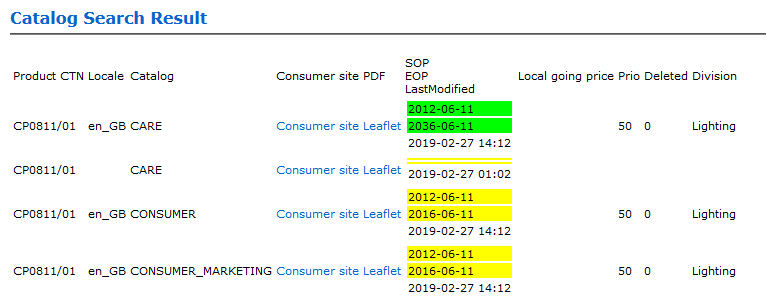 Catalog Search Result
Product CTN Locale Catalog Consumer site PDF SOP EOP LastModified Local going price Prio Deleted Division
CP0811/01 en_GB CARE Consumer site Leaflet 2012-06-11 2036-06-11 2019-02-27 14:12 50 0 Lighting
CP0811/01 CARE Consumer site Leaflet 2019-02-27 01:02
CP0811/01 en_GB CONSUMER Consumer site Leaflet 2012-06-11 2016-06-11 2019-02-27 14:12 50 0 Lighting
CP0811/01 en_GB CONSUMER_MARKETING Consumer site Leaflet 2012-06-11 2016-06-11 2019-02-27 14:12 50 0 Lighting